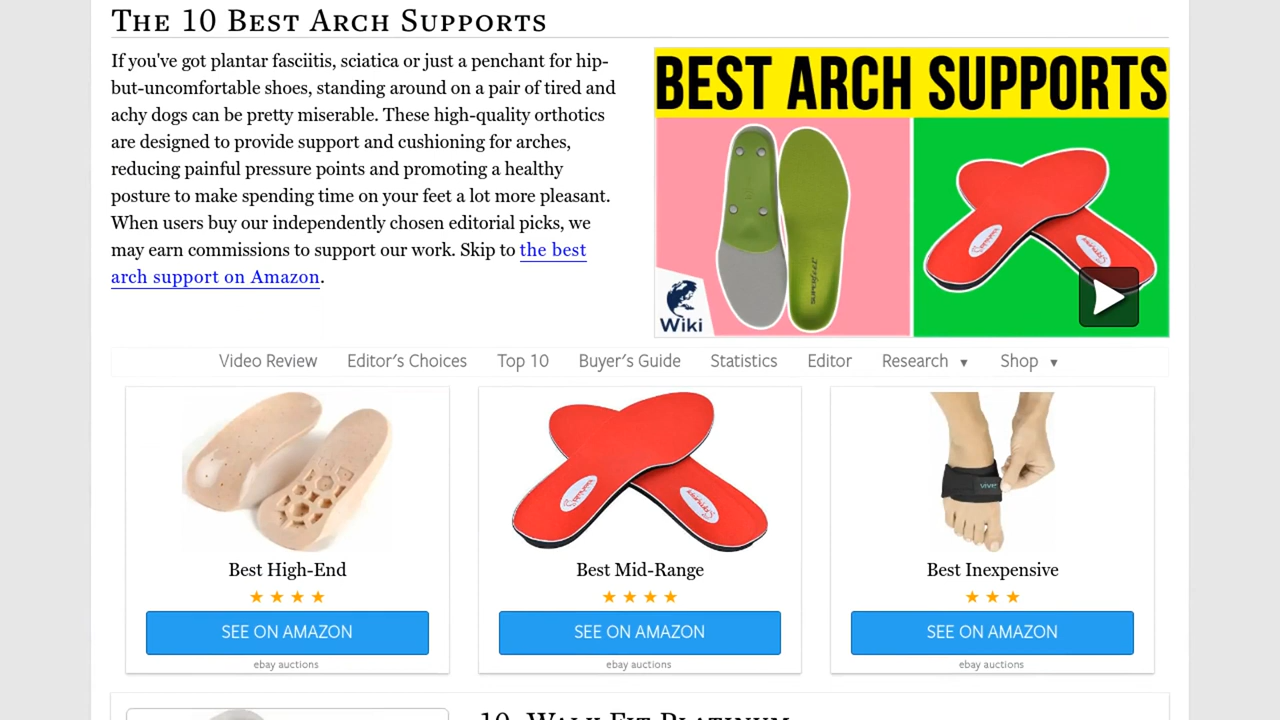 The 10 Best Arch Supports
If you've got plantar fasciitis, sciatica or just a penchant for hip-
but-uncomfortable shoes, standing around on a pair of tired and
achy dogs can be pretty miserable. These high-quality orthotics
are designed to provide support and cushioning for arches,
reducing painful pressure points and promoting a healthy
posture to make spending time on your feet a lot more pleasant.
When users buy our independently chosen editorial picks, we
may earn commissions to support our work. Skip to the best
arch support on Amazon.
BEST ARCH SUPPORTS
superfeet
Wiki
Video Review Editor's Choices Top 10 Buyer's Guide Statistics Editor Research ▼ Shop ▼
VIVE
Best High-End
Best Mid-Range
Best Inexpensive
★ ★ ★ ★
★ ★ ★ ★
★ ★ ★
SEE ON AMAZON
SEE ON AMAZON
SEE ON AMAZON
ebay auctions
ebay auctions
ebay auctions
10. Walk Fit Platinum